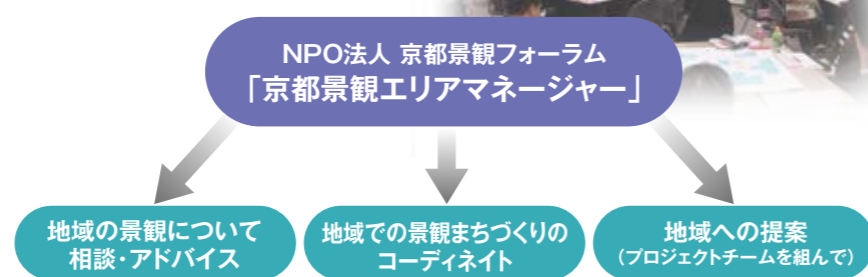 NPO法人 京都景観フォーラム
「京都景観エリアマネージャー」
地域の景観について
相談・アドバイス
地域での景観まちづくりの
コーディネイト
地域への提案
(プロジェクトチームを組んで)